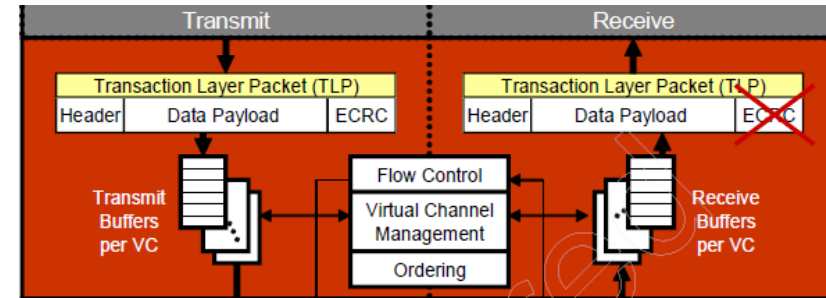 Transmit
Receive
Transaction Layer Packet (TLP)
Header
Data Payload
ECRC
Transaction Layer Packet (TLP)
Header
Data Payload
ECRC
Transmit
Buffers
per VC
Flow Control
Virtual Channel
Management
Ordering
Receive
Buffers
per VC